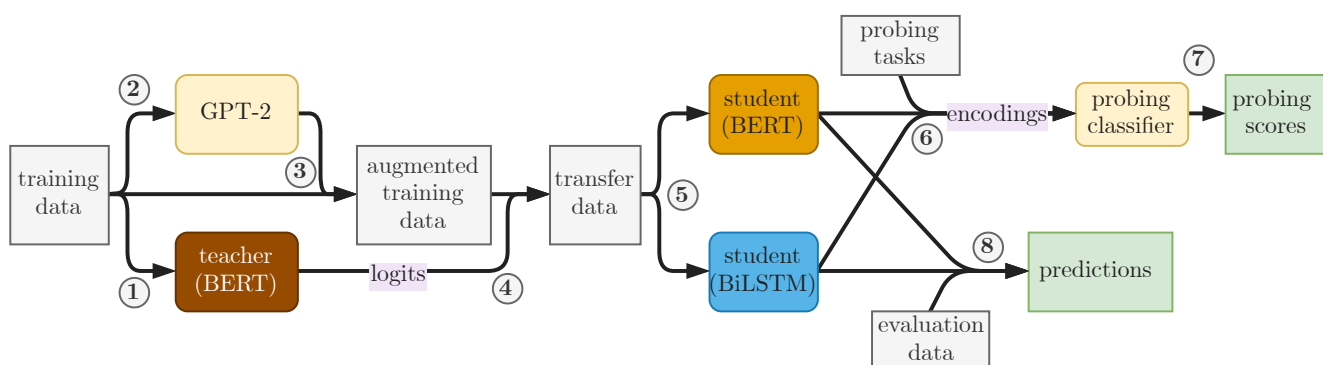 training
data
2
GPT-2
3
1
teacher
(BERT)
logits
4
augmented
training
data
transfer
data
5
student
(BERT)
student
(BiLSTM)
probing
tasks
6
encodings
probing
classifier
7
probing
scores
8
evaluation
data
predictions